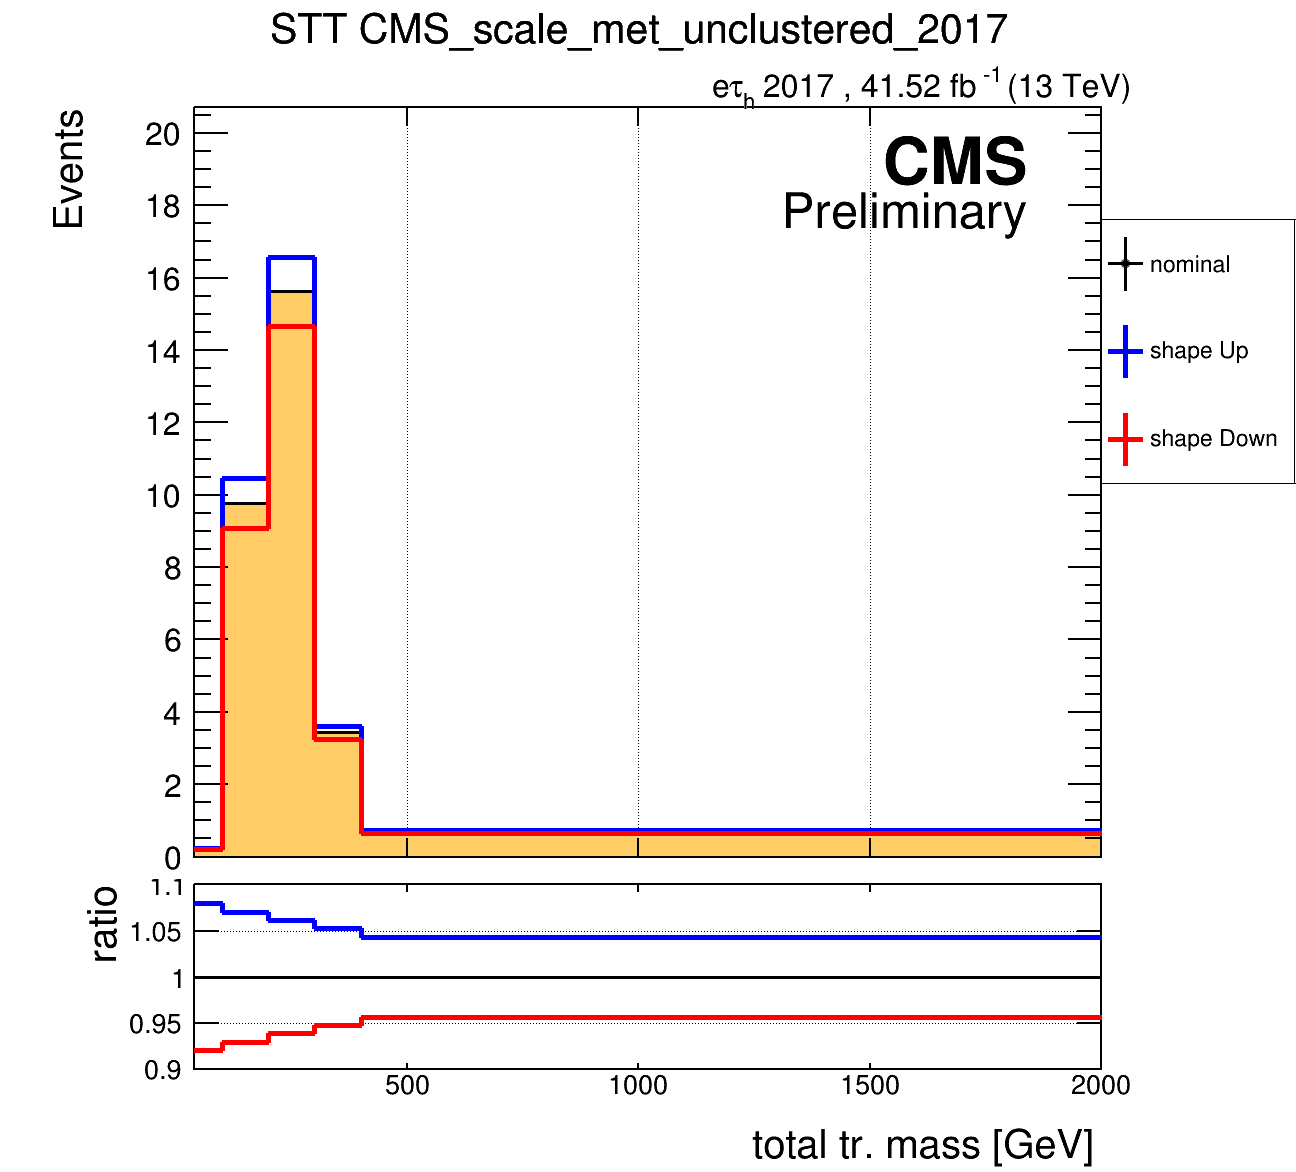 STT CMS_scale_met_unclustered_2017
eτh 2017 , 41.52 fb -1 (13 TeV)
Events
20
18
16
14
12
10
8
6
4
2
0
CMS
Preliminary
nominal
shape Up
shape Down
ratio
1.1
1.05
1
0.95
0.9
500
1000
1500
2000
total tr. mass [GeV]